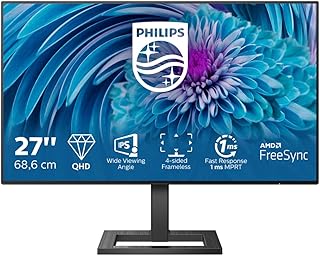 PHILIPS
27"
68,6 cm
QHD
IPS
Wide Viewing
Angle
4-sided
Frameless
1ms
Fast Response
1 ms MPRT
AMD
FreeSync